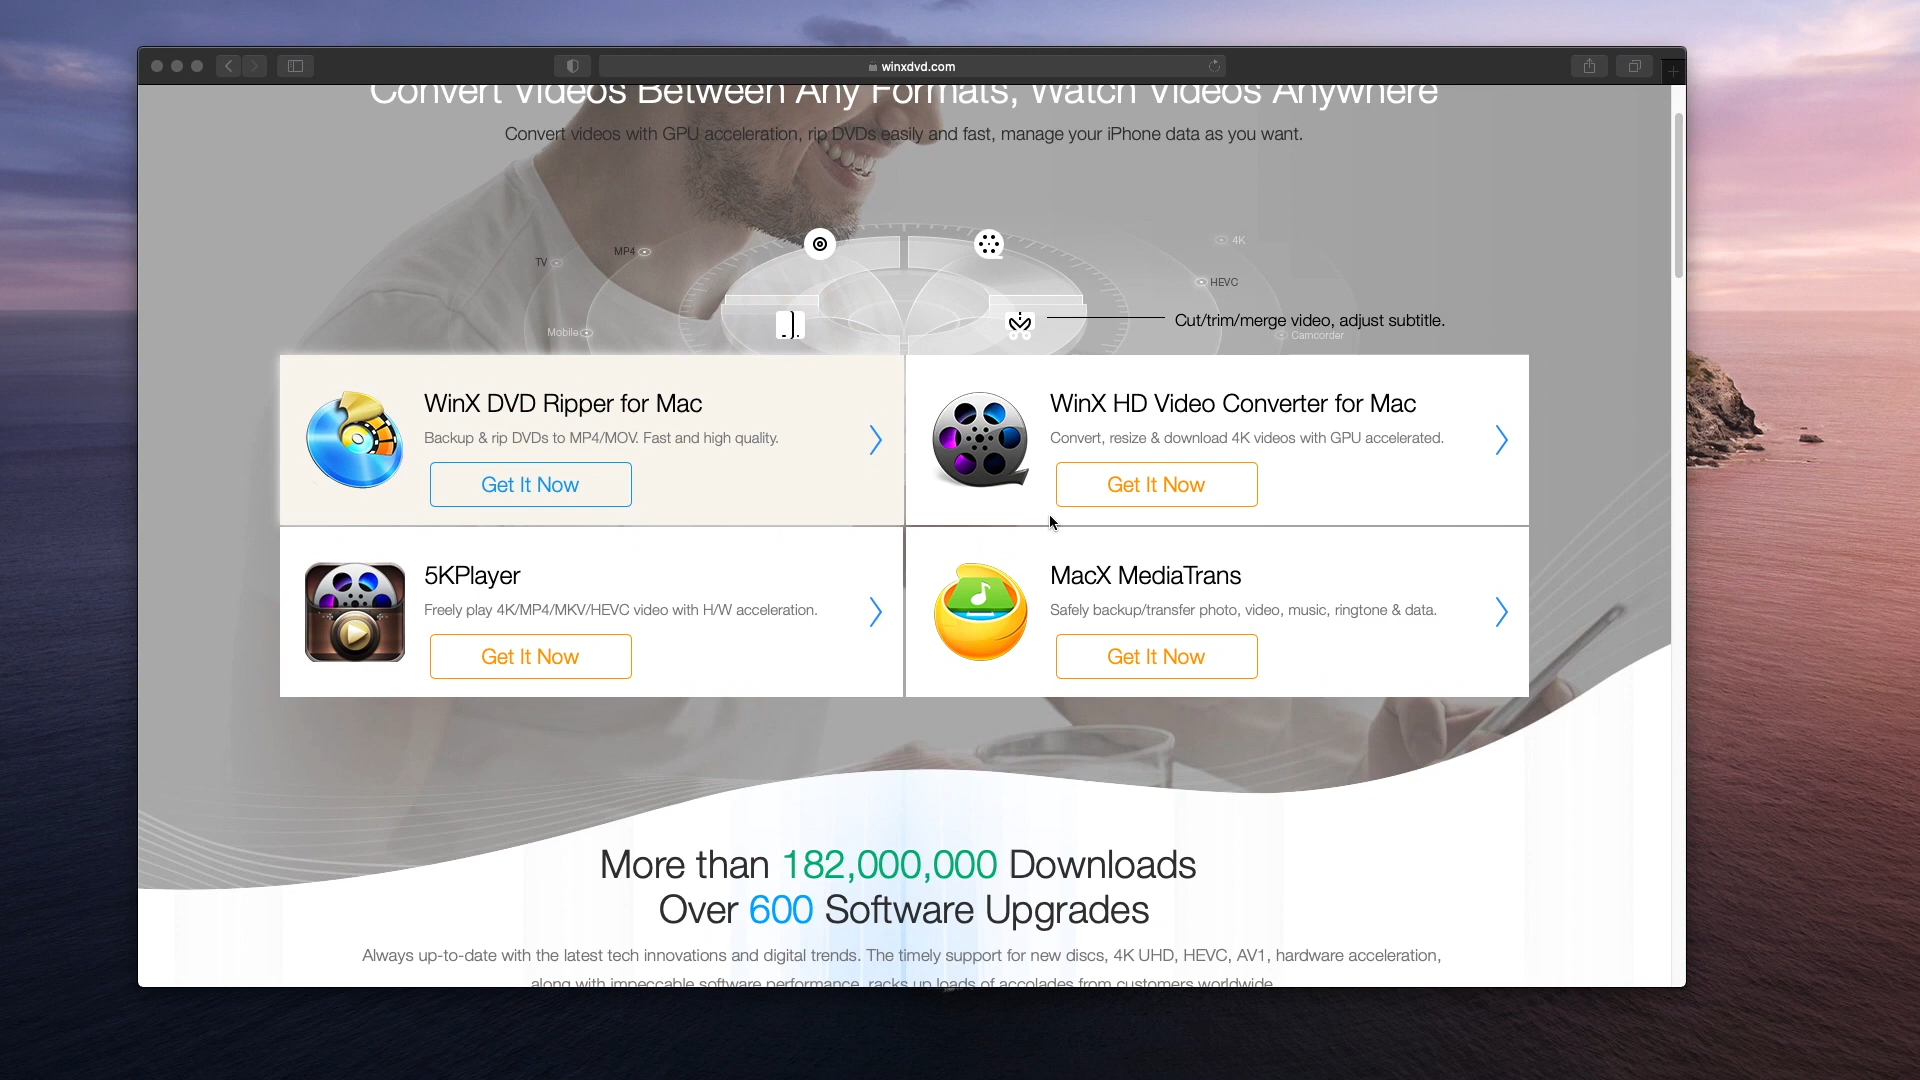 winxdvd.com
Convert Videos Between Any Formats, Watch Videos Anywhere
Convert videos with GPU acceleration, rip DVDs easily and fast, manage your iPhone data as you want.
4K
MP4
TV
HEVC
Cut/trim/merge video, adjust subtitle.
Mobile
Camcorder
WinX DVD Ripper for Mac
Backup & rip DVDs to MP4/MOV. Fast and high quality.
Get It Now
WinX HD Video Converter for Mac
Convert, resize & download 4K videos with GPU accelerated.
Get It Now
5KPlayer
Freely play 4K/MP4/MKV/HEVC video with H/W acceleration.
Get It Now
MacX MediaTrans
Safely backup/transfer photo, video, music, ringtone & data.
Get It Now
More than 182,000,000 Downloads
Over 600 Software Upgrades
Always up-to-date with the latest tech innovations and digital trends. The timely support for new discs, 4K UHD, HEVC, AV1, hardware acceleration,
along with impeccable software performance, racks up loads of accolades from customers worldwide.